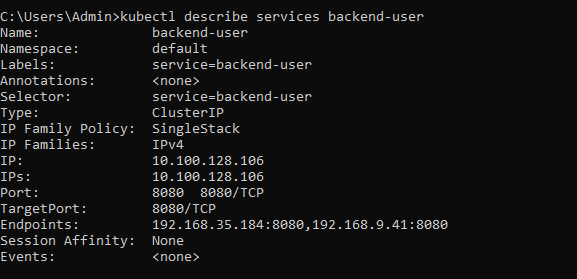 C:\Users\Admin>kubectl describe services backend-user
Name:              backend-user
Namespace:         default
Labels:            service=backend-user
Annotations:       <none>
Selector:          service=backend-user
Type:              ClusterIP
IP Family Policy:  SingleStack
IP Families:       IPv4
IP:                10.100.128.106
IPs:               10.100.128.106
Port:              8080  8080/TCP
TargetPort:        8080/TCP
Endpoints:         192.168.35.184:8080,192.168.9.41:8080
Session Affinity:  None
Events:            <none>